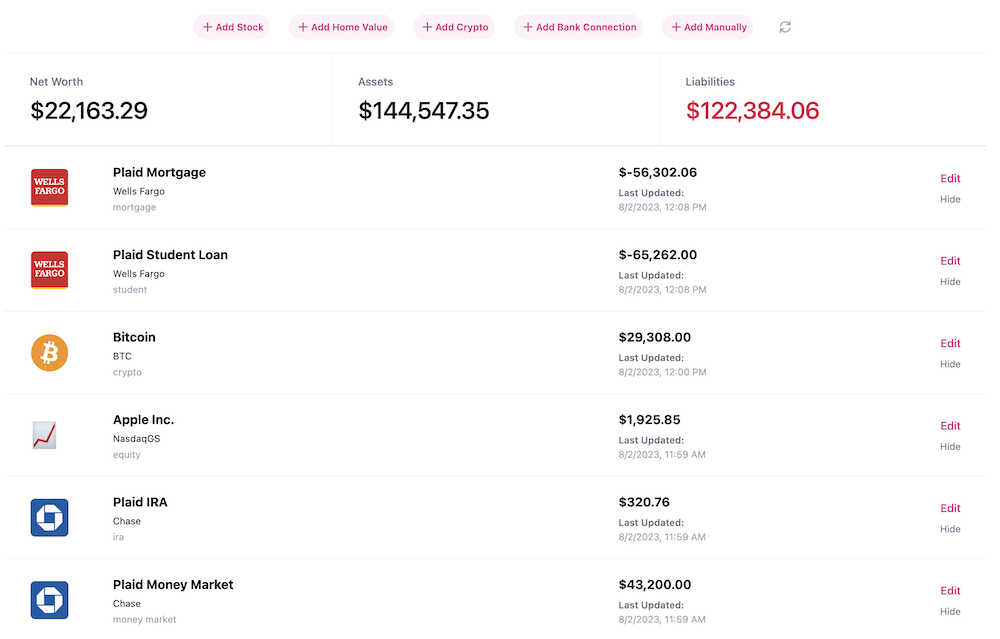 + Add Stock
+ Add Home Value
+ Add Crypto
+ Add Bank Connection
+ Add Manually
Net Worth
$22,163.29
Assets
$144,547.35
Liabilities
$122,384.06
WELLS
FARGO
Plaid Mortgage
Wells Fargo
mortgage
$-56,302.06
Last Updated:
8/2/2023, 12:08 PM
Edit
Hide
WELLS
FARGO
Plaid Student Loan
Wells Fargo
student
$-65,262.00
Last Updated:
8/2/2023, 12:08 PM
Edit
Hide
Bitcoin
BTC
crypto
$29,308.00
Last Updated:
8/2/2023, 12:00 PM
Edit
Hide
Apple Inc.
NasdaqGS
equity
$1,925.85
Last Updated:
8/2/2023, 11:59 AM
Edit
Hide
Plaid IRA
Chase
ira
$320.76
Last Updated:
8/2/2023, 11:59 AM
Edit
Hide
Plaid Money Market
Chase
money market
$43,200.00
Last Updated:
8/2/2023, 11:59 AM
Edit
Hide